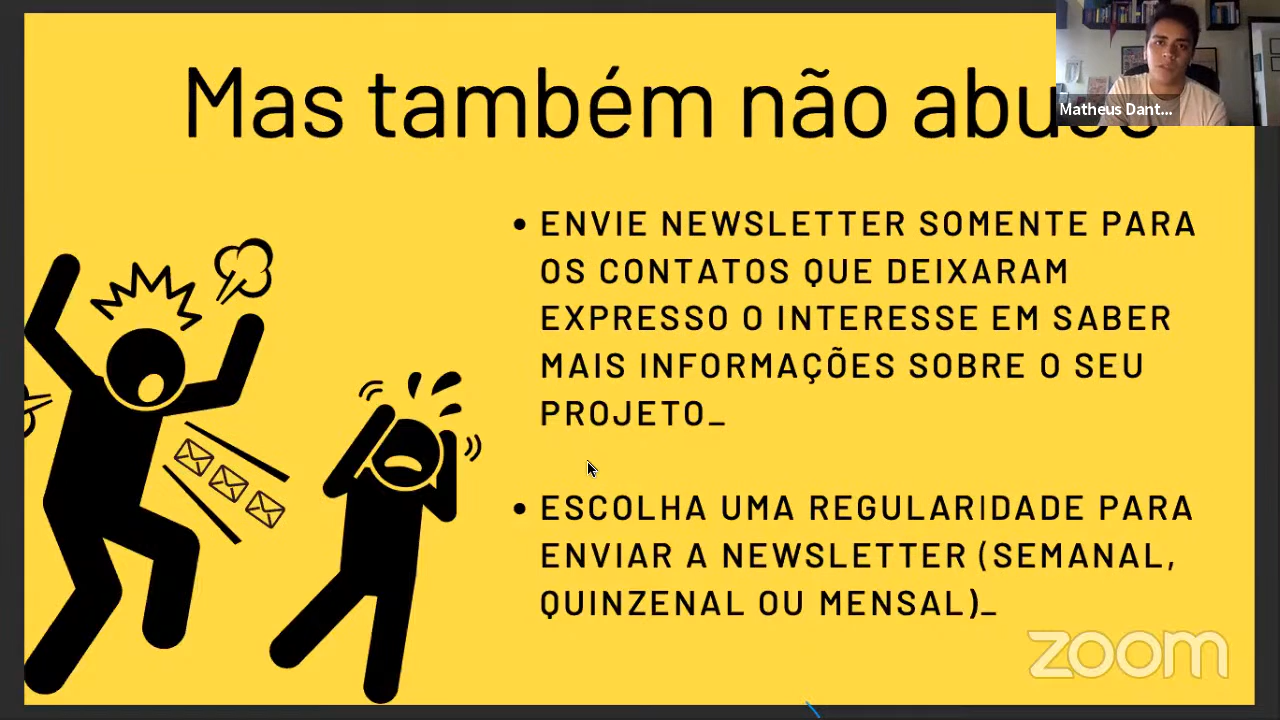 Mas também não abuse
Matheus Dant...
ENVIE NEWSLETTER SOMENTE PARA
OS CONTATOS QUE DEIXARAM
EXPRESSO O INTERESSE EM SABER
MAIS INFORMAÇÕES SOBRE O SEU
PROJETO_
ESCOLHA UMA REGULARIDADE PARA
ENVIAR A NEWSLETTER (SEMANAL,
QUINZENAL OU MENSAL)_
zoom